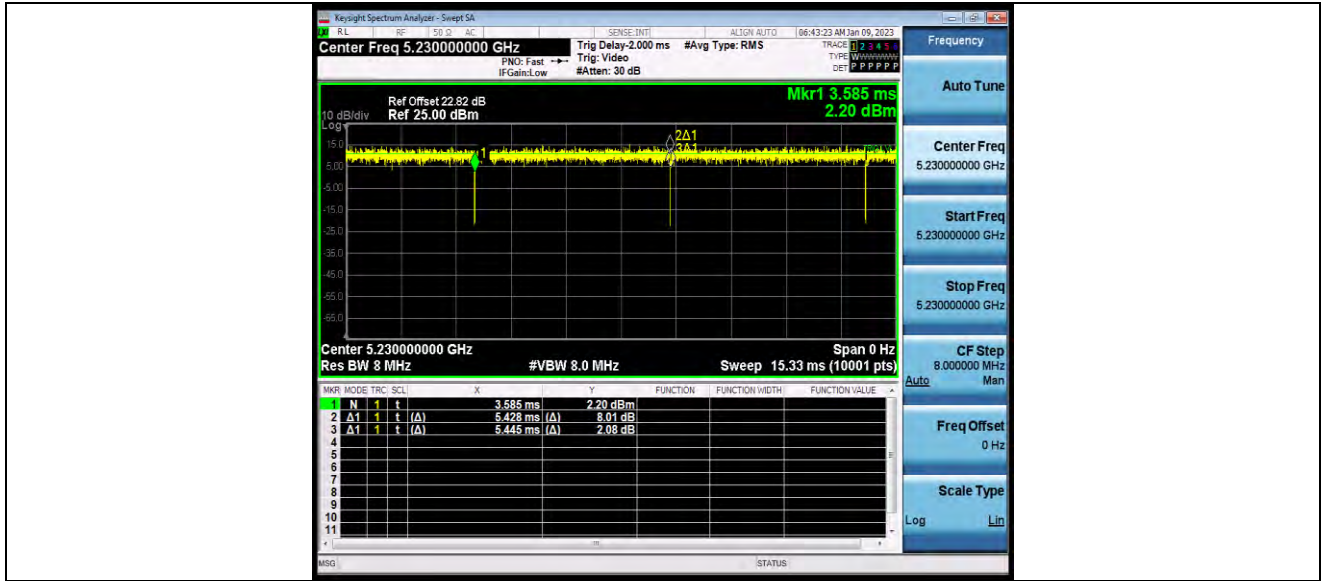 Keysight Spectrum Analyzer - Swept SA
RL RF 50 Ω AC SENSE:INT ALIGN AUTO 06:43:23 AM Jan 09, 2023
Center Freq 5.230000000 GHz
PNO: Fast
IFGain:Low
Trig Delay-2.000 ms
Trig: Video
#Atten: 30 dB
#Avg Type: RMS
TRACE 1 2 3 4 5 6
TYPE WWWWWW
DET P P P P P P
Ref Offset 22.82 dB
10 dB/div Ref 25.00 dBm
Log
Mkr1 3.585 ms
2.20 dBm
15.0
5.00
-5.00
-15.0
-25.0
-35.0
-45.0
-55.0
-65.0
1
2Δ1
3Δ1
Center 5.230000000 GHz Span 0 Hz
Res BW 8 MHz #VBW 8.0 MHz Sweep 15.33 ms (10001 pts)
MKR MODE TRC SCL X Y FUNCTION FUNCTION WIDTH FUNCTION VALUE
1 N 1 t 3.585 ms 2.20 dBm
2 Δ1 1 t (Δ) 5.428 ms (Δ) 8.01 dB
3 Δ1 1 t (Δ) 5.445 ms (Δ) 2.08 dB
4
5
6
7
8
9
10
11
MSG STATUS
Frequency
Auto Tune
Center Freq
5.230000000 GHz
Start Freq
5.230000000 GHz
Stop Freq
5.230000000 GHz
CF Step
8.000000 MHz
Auto Man
Freq Offset
0 Hz
Scale Type
Log Lin